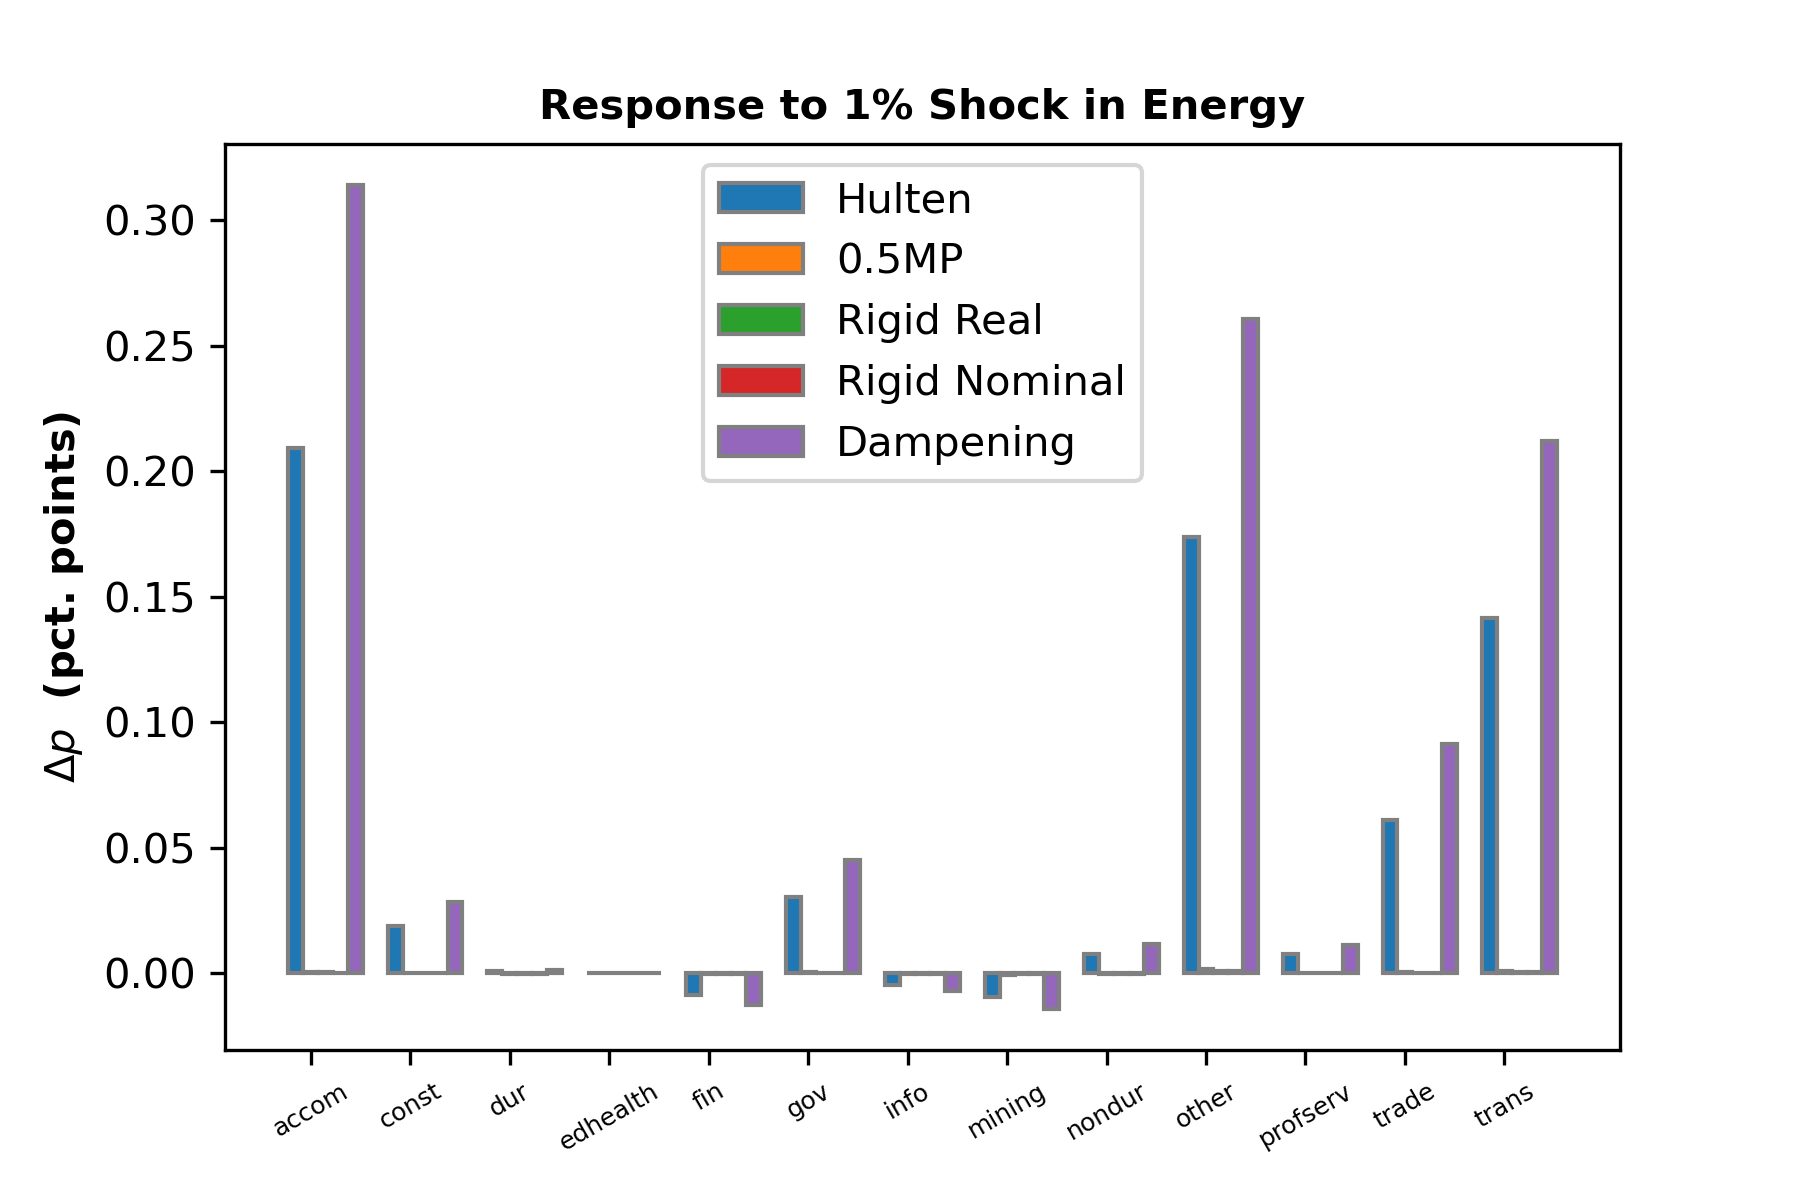 Response to 1% Shock in Energy
Hulten
0.5MP
Rigid Real
Rigid Nominal
Dampening
Δp (pct. points)
0.30
0.25
0.20
0.15
0.10
0.05
0.00
accom
const
dur
edhealth
fin
gov
info
mining
nondur
other
profserv
trade
trans